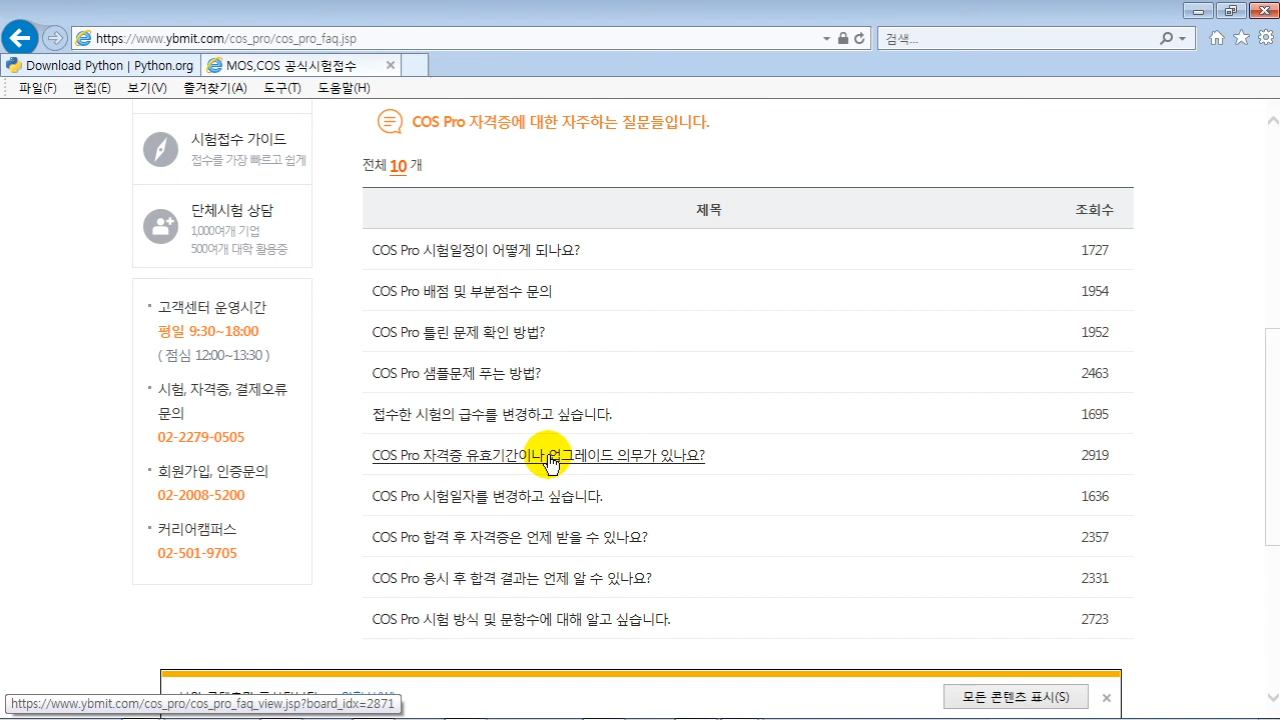 https://www.ybmit.com/cos_pro/cos_pro_faq.jsp
검색...
Download Python | Python.org
MOS,COS 공식시험접수
파일(F) 편집(E) 보기(V) 즐겨찾기(A) 도구(T) 도움말(H)
시험접수 가이드
접수를 가장 빠르고 쉽게
단체시험 상담
1,000여개 기업
500여개 대학 활용중
고객센터 운영시간
평일 9:30~18:00
( 점심 12:00~13:30 )
시험, 자격증, 결제오류
문의
02-2279-0505
회원가입, 인증문의
02-2008-5200
커리어캠퍼스
02-501-9705
COS Pro 자격증에 대한 자주하는 질문들입니다.
전체 10 개
제목 조회수
COS Pro 시험일정이 어떻게 되나요? 1727
COS Pro 배점 및 부분점수 문의 1954
COS Pro 틀린 문제 확인 방법? 1952
COS Pro 샘플문제 푸는 방법? 2463
접수한 시험의 급수를 변경하고 싶습니다. 1695
COS Pro 자격증 유효기간이나 업그레이드 의무가 있나요? 2919
COS Pro 시험일자를 변경하고 싶습니다. 1636
COS Pro 합격 후 자격증은 언제 받을 수 있나요? 2357
COS Pro 응시 후 합격 결과는 언제 알 수 있나요? 2331
COS Pro 시험 방식 및 문항수에 대해 알고 싶습니다. 2723
모든 콘텐츠 표시(S)
https://www.ybmit.com/cos_pro/cos_pro_faq_view.jsp?board_idx=2871